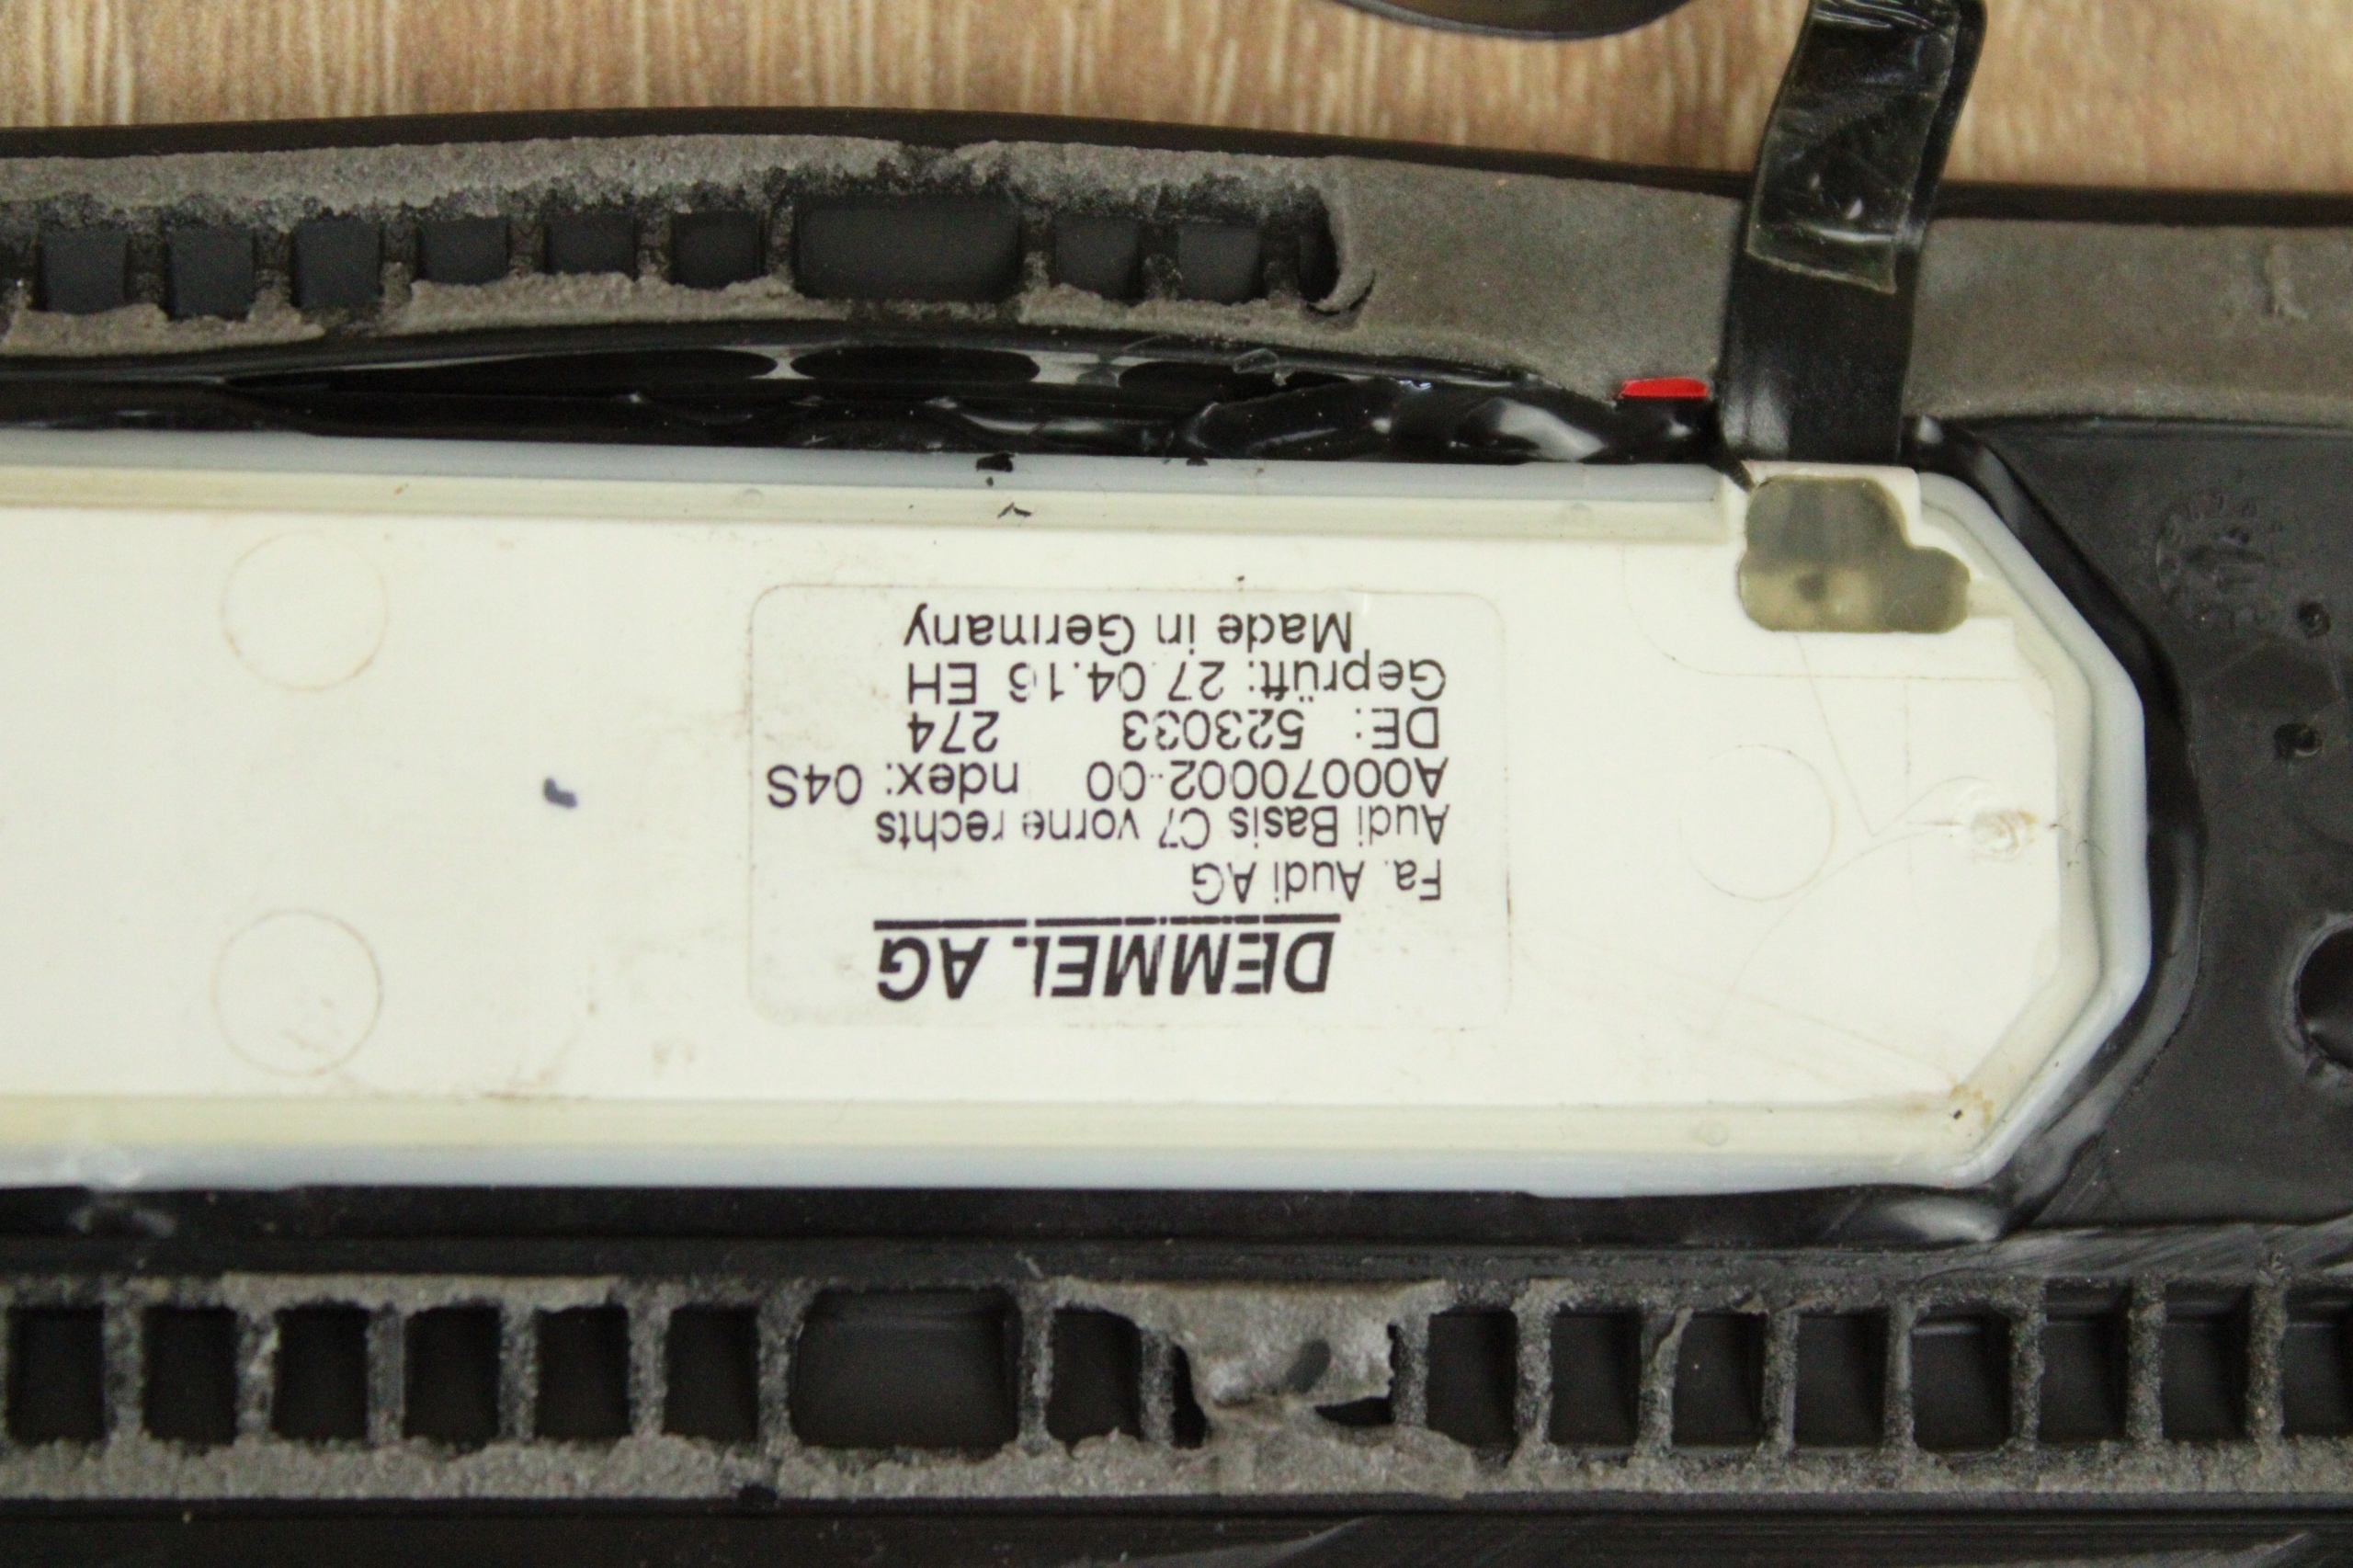 DEMMEL AG
Fa. Audi AG
Audi Basis C7 vorne rechts
A00070002-00 ndex: 04S
DE: 523033 274
Geprüft: 27.04.16 EH
Made in Germany